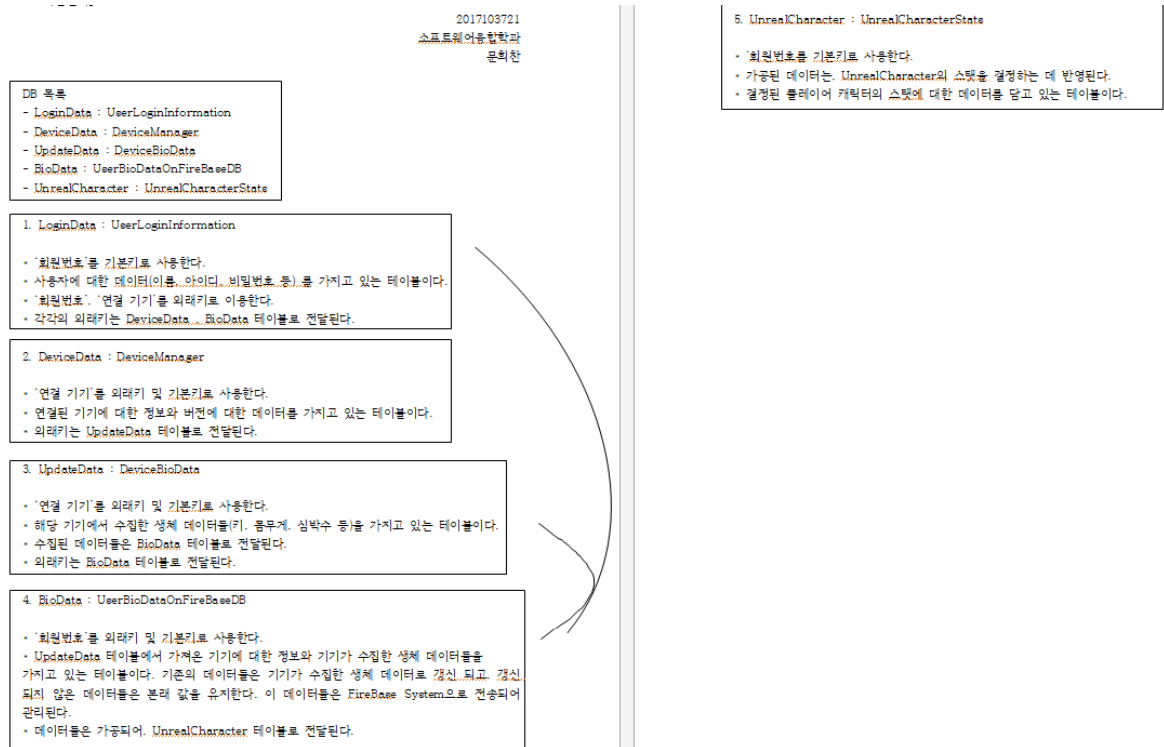 2017103721
소프트웨어융합학과
문희찬
DB 목록
- LoginData : UserLoginInformation
- DeviceData : DeviceManager
- UpdateData : DeviceBioData
- BioData : UserBioDataOnFireBaseDB
- UnrealCharacter : UnrealCharacterState
1. LoginData : UserLoginInformation
* '회원번호'를 기본키로 사용한다.
* 사용자에 대한 데이터(이름, 아이디, 비밀번호 등) 를 가지고 있는 테이블이다.
* '회원번호', '연결 기기'를 외래키로 이용한다.
* 각각의 외래키는 DeviceData , BioData 테이블로 전달된다.
2. DeviceData : DeviceManager
* '연결 기기'를 외래키 및 기본키로 사용한다.
* 연결된 기기에 대한 정보와 버전에 대한 데이터를 가지고 있는 테이블이다.
* 외래키는 UpdateData 테이블로 전달된다.
3. UpdateData : DeviceBioData
* '연결 기기'를 외래키 및 기본키로 사용한다.
* 해당 기기에서 수집한 생체 데이터들(키, 몸무게, 심박수 등)을 가지고 있는 테이블이다.
* 수집된 데이터들은 BioData 테이블로 전달된다.
* 외래키는 BioData 테이블로 전달된다.
4. BioData : UserBioDataOnFireBaseDB
* '회원번호'를 외래키 및 기본키로 사용한다.
* UpdateData 테이블에서 가져온 기기에 대한 정보와 기기가 수집한 생체 데이터들을
가지고 있는 테이블이다. 기존의 데이터들은 기기가 수집한 생체 데이터로 갱신 되고, 갱신
되지 않은 데이터들은 본래 값을 유지한다. 이 데이터들은 FireBase System으로 전송되어
관리된다.
* 데이터들은 가공되어, UnrealCharacter 테이블로 전달된다.
5. UnrealCharacter : UnrealCharacterState
* '회원번호를 기본키로 사용한다.
* 가공된 데이터는, UnrealCharacter의 스탯을 결정하는 데 반영된다.
* 결정된 플레이어 캐릭터의 스탯에 대한 데이터를 담고 있는 테이블이다.